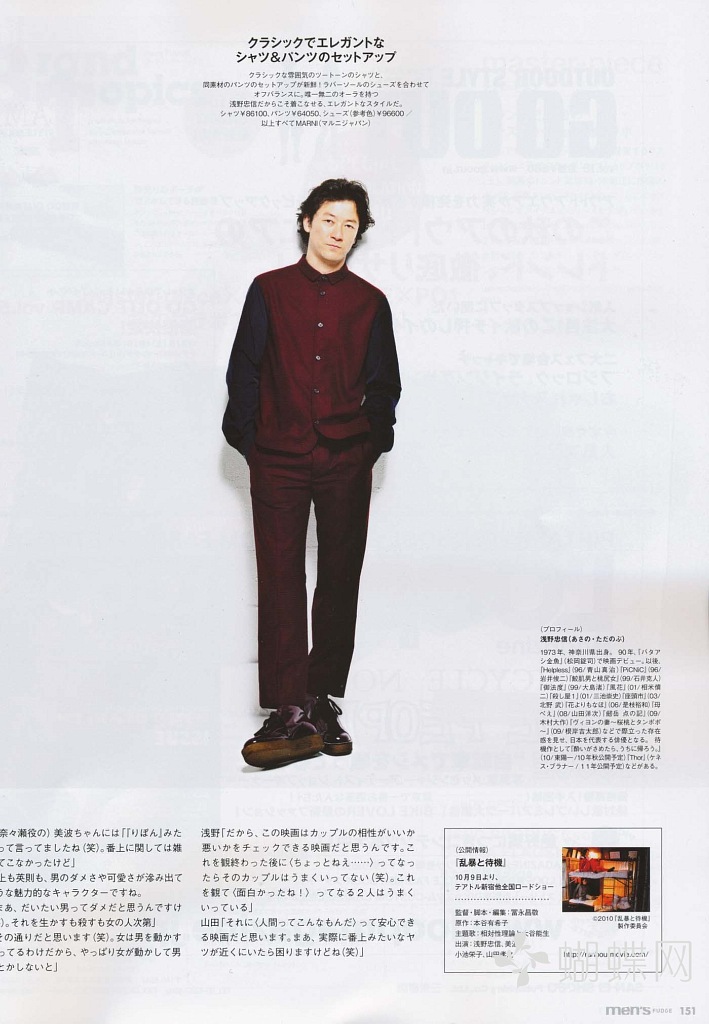 クラシックでエレガントな
シャツ&パンツのセットアップ
クラシックな雰囲気のツートーンのシャツと、
同素材のパンツのセットアップが新鮮！ラバーソールのシューズを合わせて
オフバランスに。唯一無二のオーラを持つ
浅野忠信だからこそ着こなせる、エレガントなスタイルだ。
シャツ¥86100、パンツ¥64050、シューズ(参考色)¥96600／
以上すべてMARNI(マルニジャパン)
〈プロフィール〉
浅野忠信(あさの・ただのぶ)
1973年、神奈川県出身。 90年、『バタア
シ金魚』(松岡錠司)で映画デビュー。以後、
『Helpless』(96/青山真治)『PiCNiC』(96/
岩井俊二)『鮫肌男と桃尻女』(99/石井克人)
『御法度』(99/大島渚)『風花』(01/相米慎
二)『殺し屋1』(01/三池崇史)『座頭市』(03/
北野 武)『花よりもなほ』(06/是枝裕和)『母
べえ』(08/山田洋次)『劔岳 点の記』(09/
木村大作)『ヴィヨンの妻〜桜桃とタンポポ
〜』(09/根岸吉太郎)などで際立った存在
感を見せ、日本を代表する俳優となる。 待
機作として『酔いがさめたら、うちに帰ろう。』
(10/東陽一/10年秋公開予定)『Thor』(ケネ
ス・ブラナー/11年公開予定)などがある。
奈々瀬役の) 美波ちゃんには「『りぼん』みた
って言ってましたね(笑)。番上に関しては雑
てこなかったけど」
上も英則も、男のダメさや可愛さが滲み出て
うな魅力的なキャラクターですね。
まあ、だいたい男ってダメだと思うんですけ
)。それを生かすも殺すも女の人次第」
その通りだと思います(笑)。女は男を動かす
ってるわけだから、やっぱり女が動かして男
とかしないと」
浅野「だから、この映画はカップルの相性がいいか
悪いかをチェックできる映画だと思うんです。こ
れを観終わった後に〈ちょっとねえ……〉ってなっ
たらそのカップルはうまくいってない(笑)。これ
を観て〈面白かったね！〉ってなる2人はうまく
いっている」
山田「それに〈人間ってこんなもんだ〉って安心でき
る映画だと思います。まあ、実際に番上みたいなヤ
ツが近くにいたら困りますけどね(笑)」
〈公開情報〉
『乱暴と待機』
10月9日より、
テアトル新宿他全国ロードショー
監督・脚本・編集：冨永昌敬
原作：本谷有希子
主題歌：相対性理論と大谷能生
出演：浅野忠信、美波
小池栄子、山田孝之
©2010『乱暴と待機』
製作委員会
http://ranboumovie.com/
蝴蝶网
men's FUDGE 151